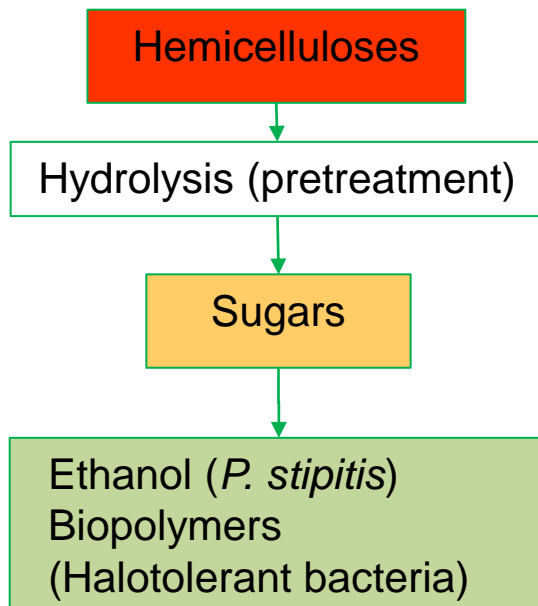 Hemicelluloses
Hydrolysis (pretreatment)
Sugars
Ethanol (P. stipitis)
Biopolymers
(Halotolerant bacteria)